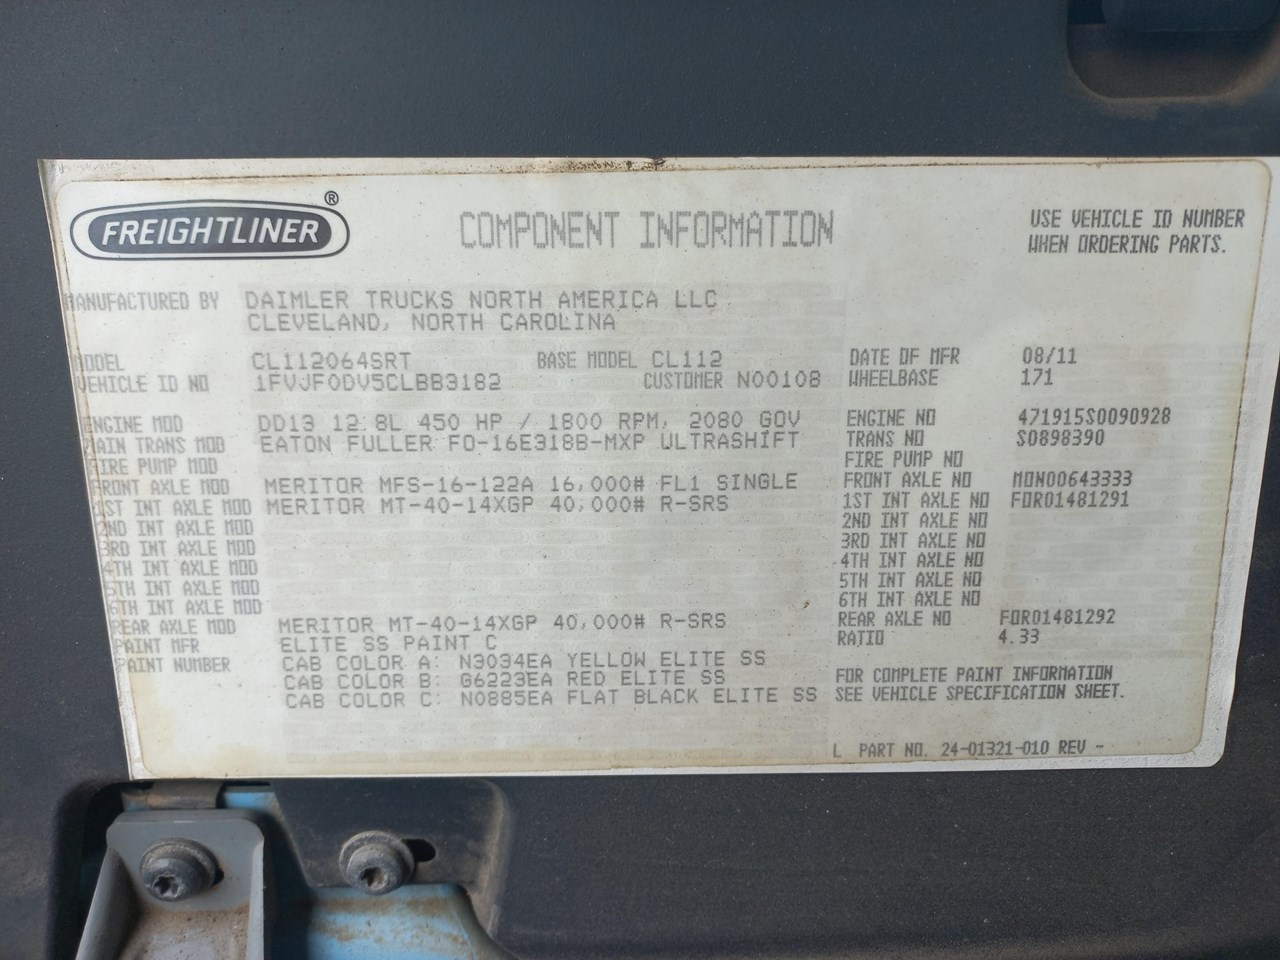 FREIGHTLINER ®
COMPONENT INFORMATION
USE VEHICLE ID NUMBER
WHEN ORDERING PARTS.
MANUFACTURED BY DAIMLER TRUCKS NORTH AMERICA LLC
CLEVELAND, NORTH CAROLINA
MODEL CL112064SRT BASE MODEL CL112 DATE OF MFR 08/11
VEHICLE ID NO 1FVJF0DV5CLBB3182 CUSTOMER N00108 WHEELBASE 171
ENGINE MOD DD13 12.8L 450 HP / 1800 RPM, 2080 GOV ENGINE NO 471915S0090928
MAIN TRANS MOD EATON FULLER FO-16E318B-MXP ULTRASHIFT TRANS NO S0898390
FIRE PUMP MOD FIRE PUMP NO
FRONT AXLE MOD MERITOR MFS-16-122A 16,000# FL1 SINGLE FRONT AXLE NO MON00643333
1ST INT AXLE MOD MERITOR MT-40-14XGP 40,000# R-SRS 1ST INT AXLE NO FOR01481291
2ND INT AXLE MOD 2ND INT AXLE NO
3RD INT AXLE MOD 3RD INT AXLE NO
4TH INT AXLE MOD 4TH INT AXLE NO
5TH INT AXLE MOD 5TH INT AXLE NO
6TH INT AXLE MOD 6TH INT AXLE NO
REAR AXLE MOD MERITOR MT-40-14XGP 40,000# R-SRS REAR AXLE NO FOR01481292
PAINT MFR ELITE SS PAINT C RATIO 4.33
PAINT NUMBER CAB COLOR A: N3034EA YELLOW ELITE SS
CAB COLOR B: G6223EA RED ELITE SS FOR COMPLETE PAINT INFORMATION
CAB COLOR C: N0885EA FLAT BLACK ELITE SS SEE VEHICLE SPECIFICATION SHEET.
L PART NO. 24-01321-010 REV -